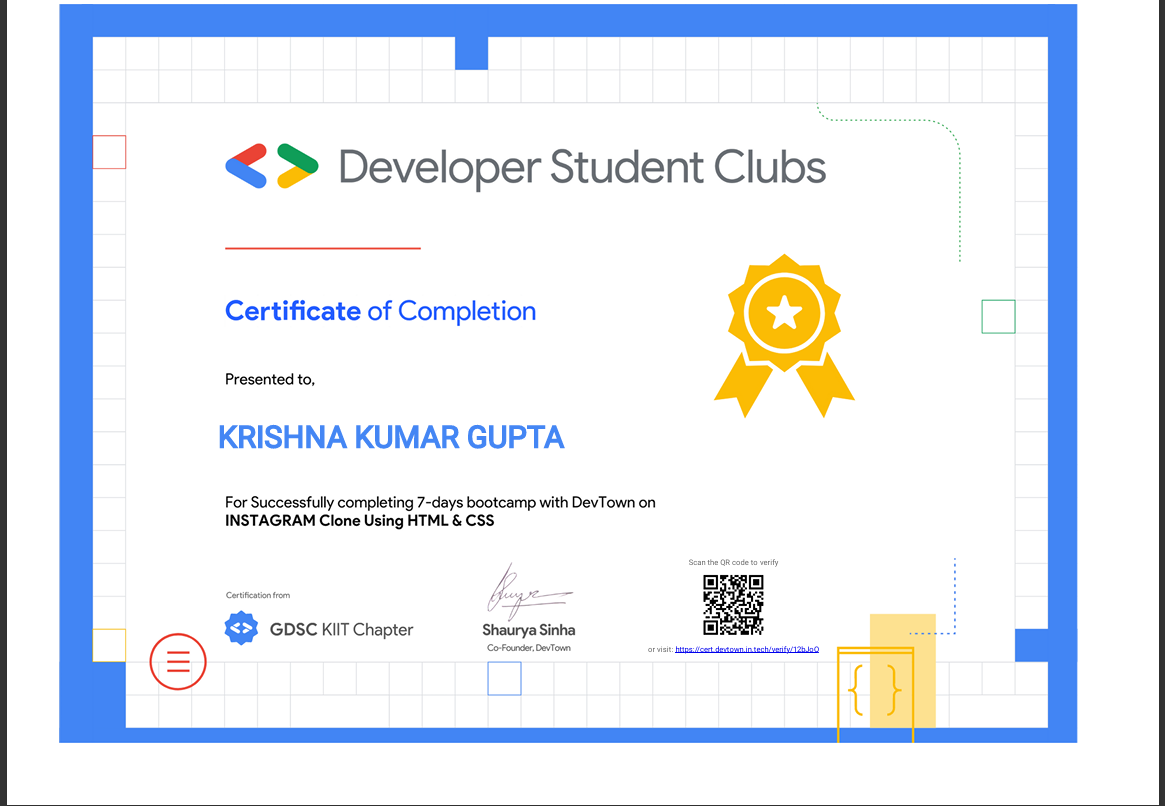 Developer Student Clubs
Certificate of Completion
Presented to,
KRISHNA KUMAR GUPTA
For Successfully completing 7-days bootcamp with DevTown on
INSTAGRAM Clone Using HTML & CSS
Scan the QR code to verify
Certification from
GDSC KIIT Chapter
Shaurya Sinha
Co-Founder, DevTown
or visit: https://cert.devtown.in.tech/verify/12bJoO
{ }